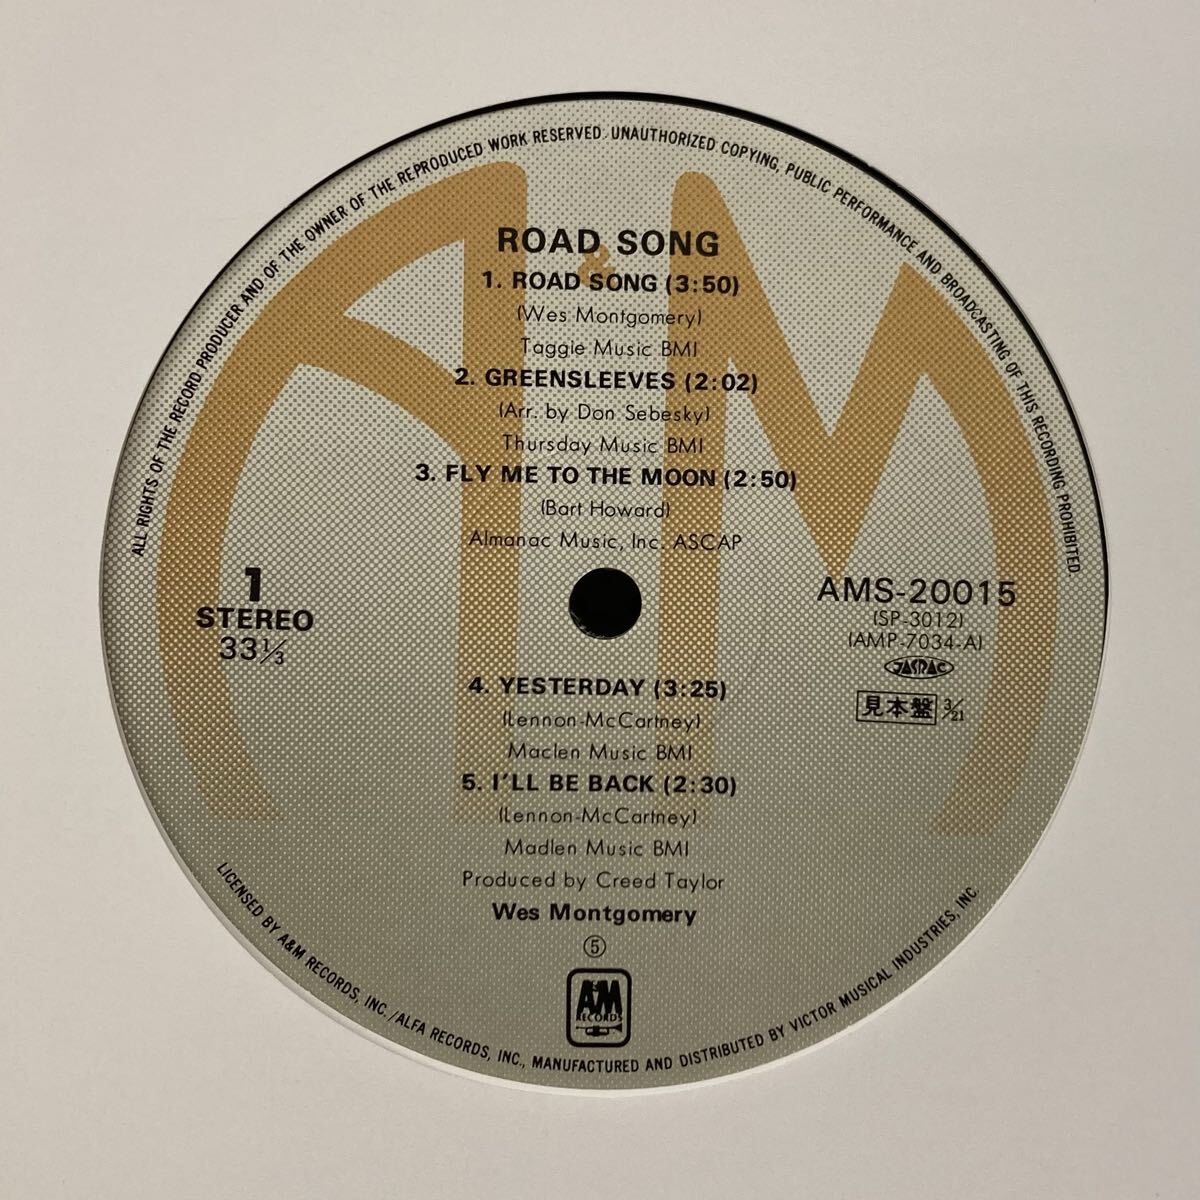 ALL RIGHTS OF THE RECORD PRODUCER AND OF THE OWNER OF THE REPRODUCED WORK RESERVED. UNAUTHORIZED COPYING, PUBLIC PERFORMANCE AND BROADCASTING OF THIS RECORDING PROHIBITED.
ROAD SONG
1. ROAD SONG (3:50)
(Wes Montgomery)
Taggie Music BMI
2. GREENSLEEVES (2:02)
(Arr. by Don Sebesky)
Thursday Music BMI
3. FLY ME TO THE MOON (2:50)
(Bart Howard)
Almanac Music, Inc. ASCAP
1
STEREO
33⅓
AMS-20015
(SP-3012)
(AMP-7034-A)
JASRAC
見本盤 3/21
4. YESTERDAY (3:25)
(Lennon-McCartney)
Maclen Music BMI
5. I'LL BE BACK (2:30)
(Lennon-McCartney)
Madlen Music BMI
Produced by Creed Taylor
Wes Montgomery
⑤
A&M
RECORDS
LICENSED BY A&M RECORDS, INC./ALFA RECORDS, INC., MANUFACTURED AND DISTRIBUTED BY VICTOR MUSICAL INDUSTRIES, INC.
A&M